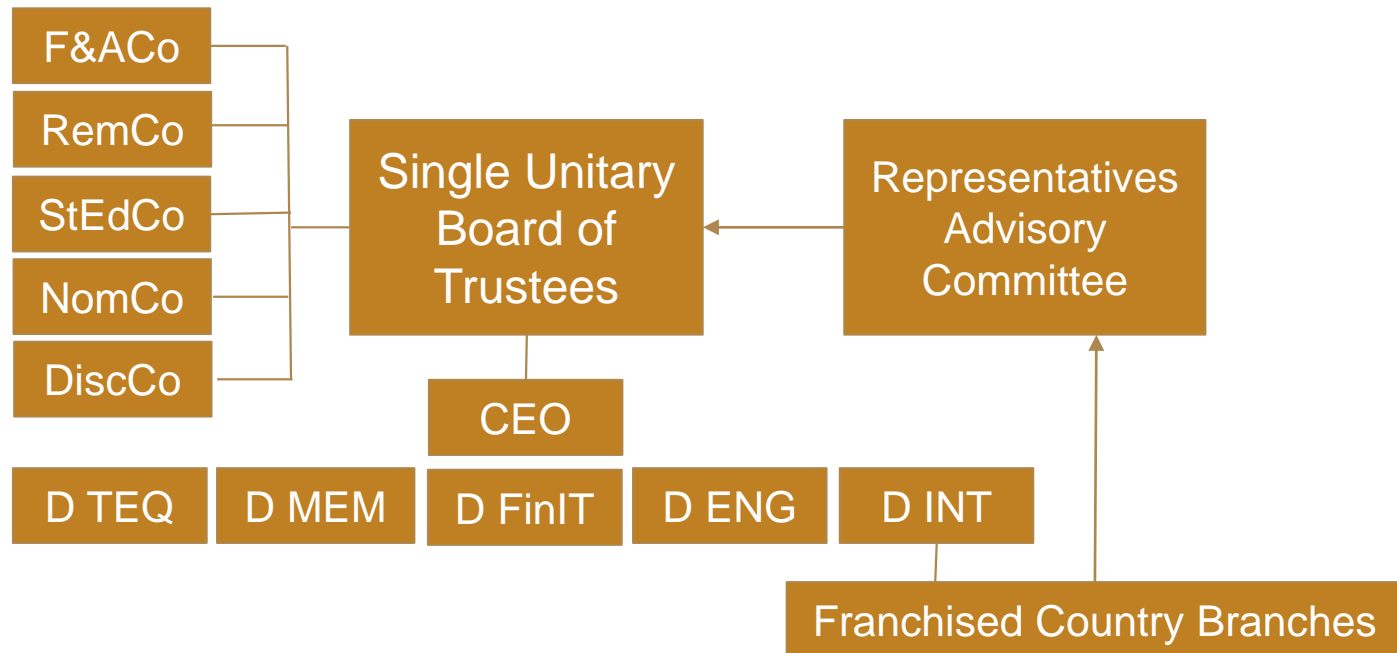 F&ACo
RemCo
StEdCo
NomCo
DiscCo
Single Unitary
Board of
Trustees
Representatives
Advisory
Committee
CEO
D TEQ
D MEM
D FinIT
D ENG
D INT
Franchised Country Branches